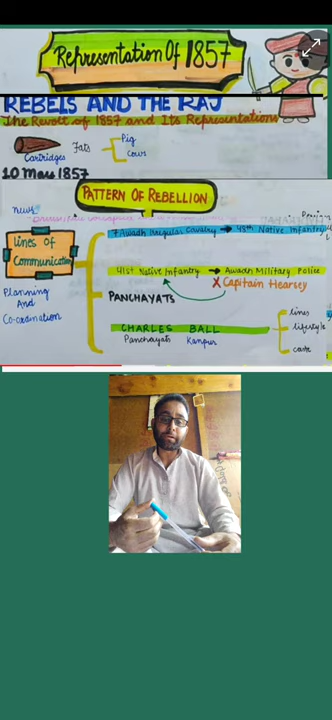 Representation Of 1857
REBELS AND THE RAJ
The Revolt of 1857 and Its Representations
Cartridges
Fats
Pig
cows
10 May 1857
PATTERN OF REBELLION
7 Awadh Irregular Cavalry → 48th Native Infantry
lines of
Communication
41st Native Infantry → Awadh Military Police
X Captain Hearsey
Planning
And
Co-ordination
PANCHAYATS
CHARLES BALL
Panchayats Kanpur
lines
lifestyle
caste